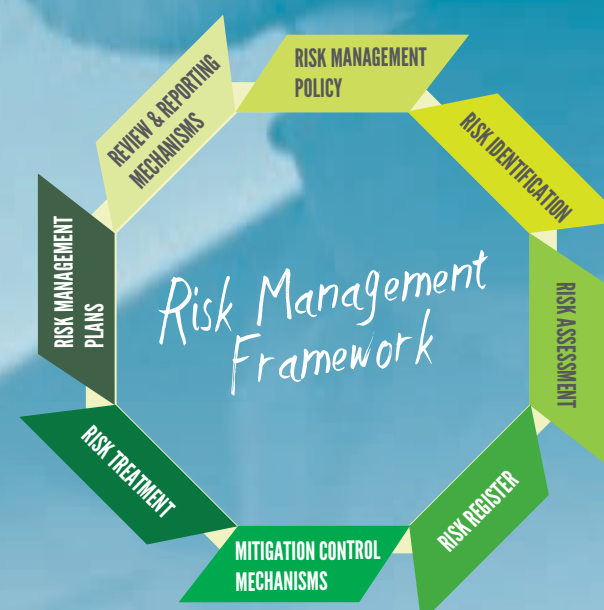 RISK MANAGEMENT
POLICY
RISK IDENTIFICATION
RISK ASSESSMENT
RISK REGISTER
MITIGATION CONTROL
MECHANISMS
RISK TREATMENT
RISK MANAGEMENT
PLANS
REVIEW & REPORTING
MECHANISMS
Risk Management
Framework